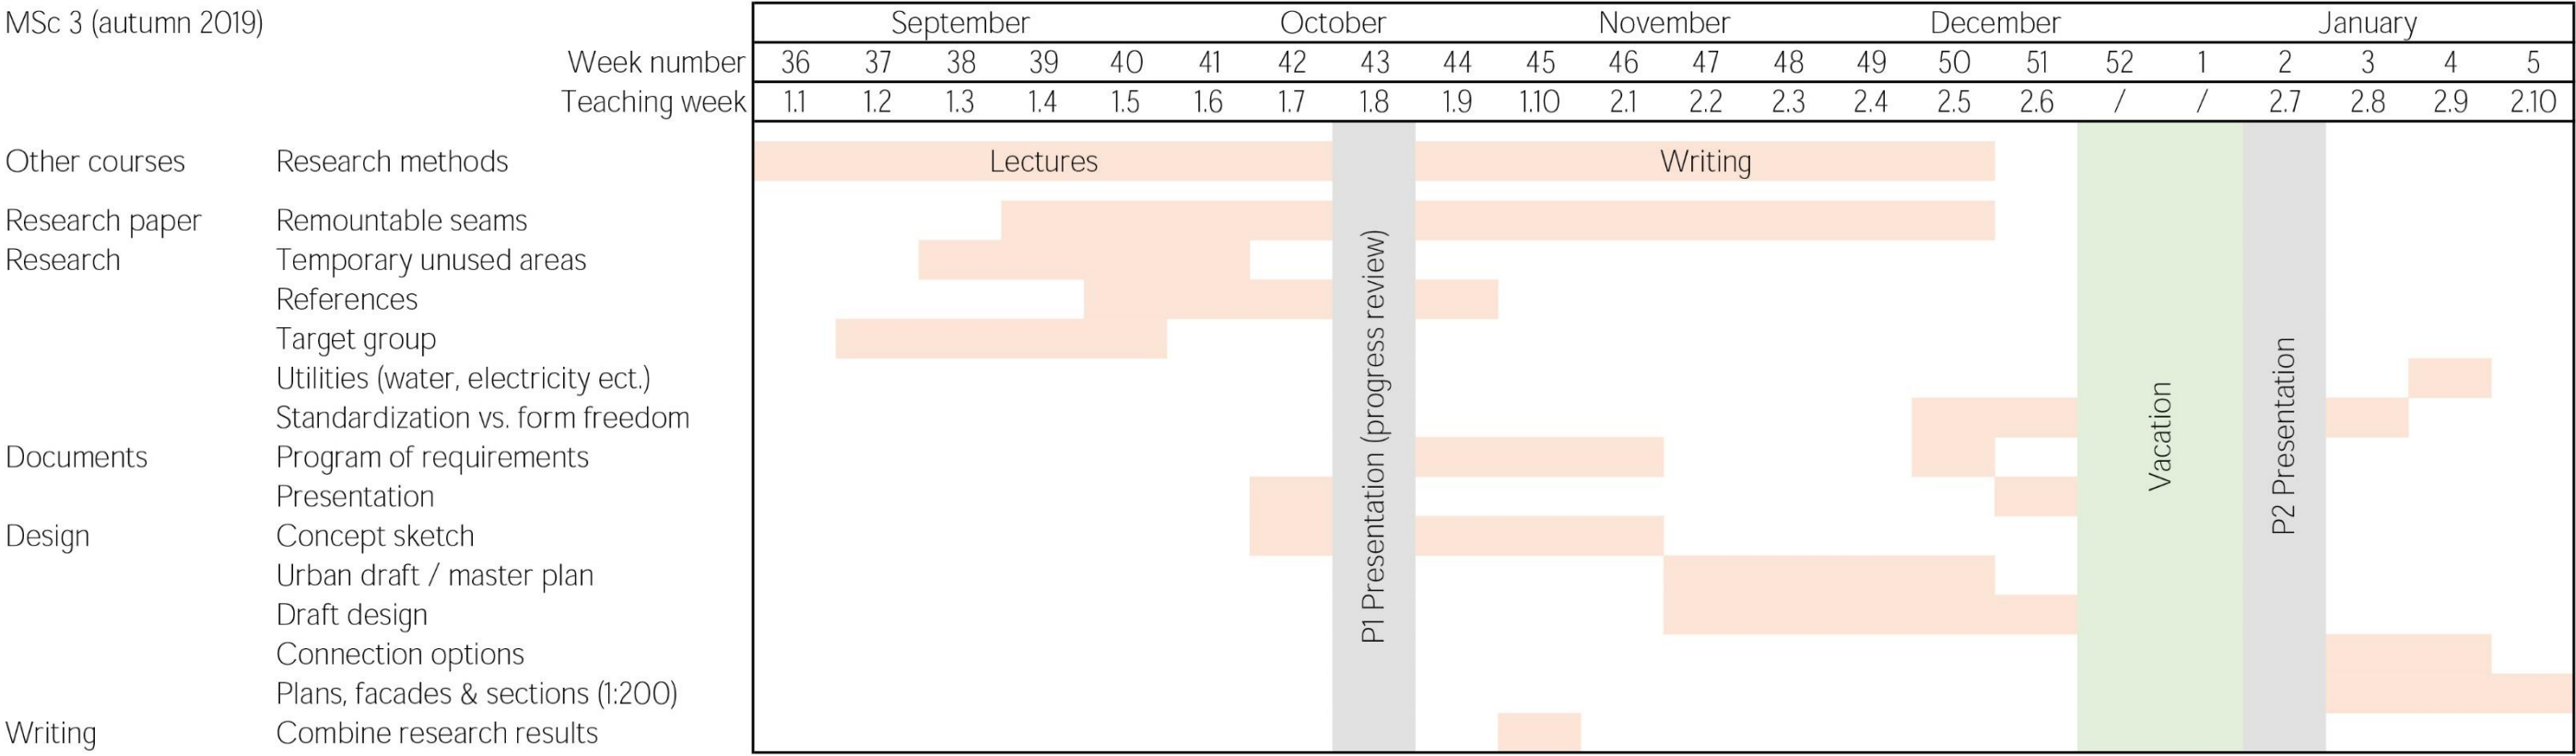 MSc 3 (autumn 2019) September October November December January
Week number 36 37 38 39 40 41 42 43 44 45 46 47 48 49 50 51 52 1 2 3 4 5
Teaching week 1.1 1.2 1.3 1.4 1.5 1.6 1.7 1.8 1.9 1.10 2.1 2.2 2.3 2.4 2.5 2.6 / / 2.7 2.8 2.9 2.10
Other courses Research methods Lectures Writing
Research paper Remountable seams
Research Temporary unused areas
References
Target group
Utilities (water, electricity ect.)
Standardization vs. form freedom
Documents Program of requirements
Presentation
Design Concept sketch
Urban draft / master plan
Draft design
Connection options
Plans, facades & sections (1:200)
Writing Combine research results
P1 Presentation (progress review)
Vacation
P2 Presentation